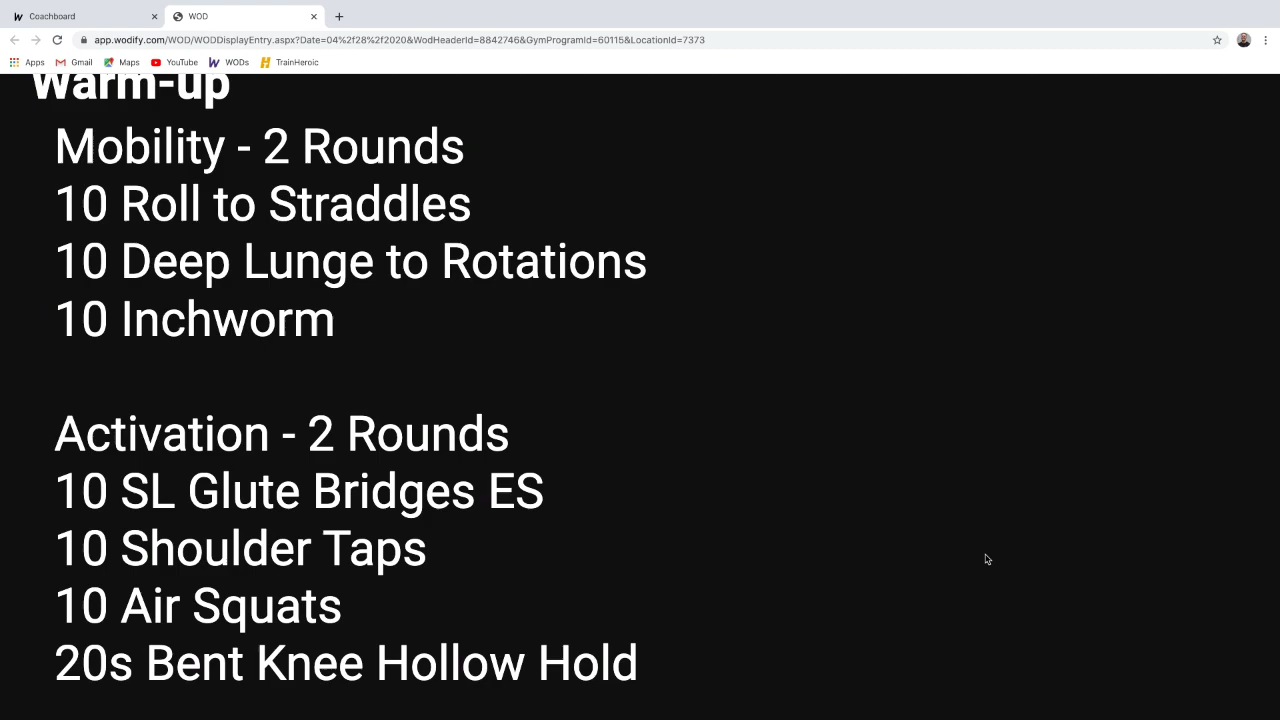 Coachboard
WOD
app.wodify.com/WOD/WODDisplayEntry.aspx?Date=04%2f28%2f2020&WodHeaderId=8842746&GymProgramId=60115&LocationId=7373
Apps Gmail Maps YouTube WODs TrainHeroic
Warm-up
Mobility - 2 Rounds
10 Roll to Straddles
10 Deep Lunge to Rotations
10 Inchworm
Activation - 2 Rounds
10 SL Glute Bridges ES
10 Shoulder Taps
10 Air Squats
20s Bent Knee Hollow Hold